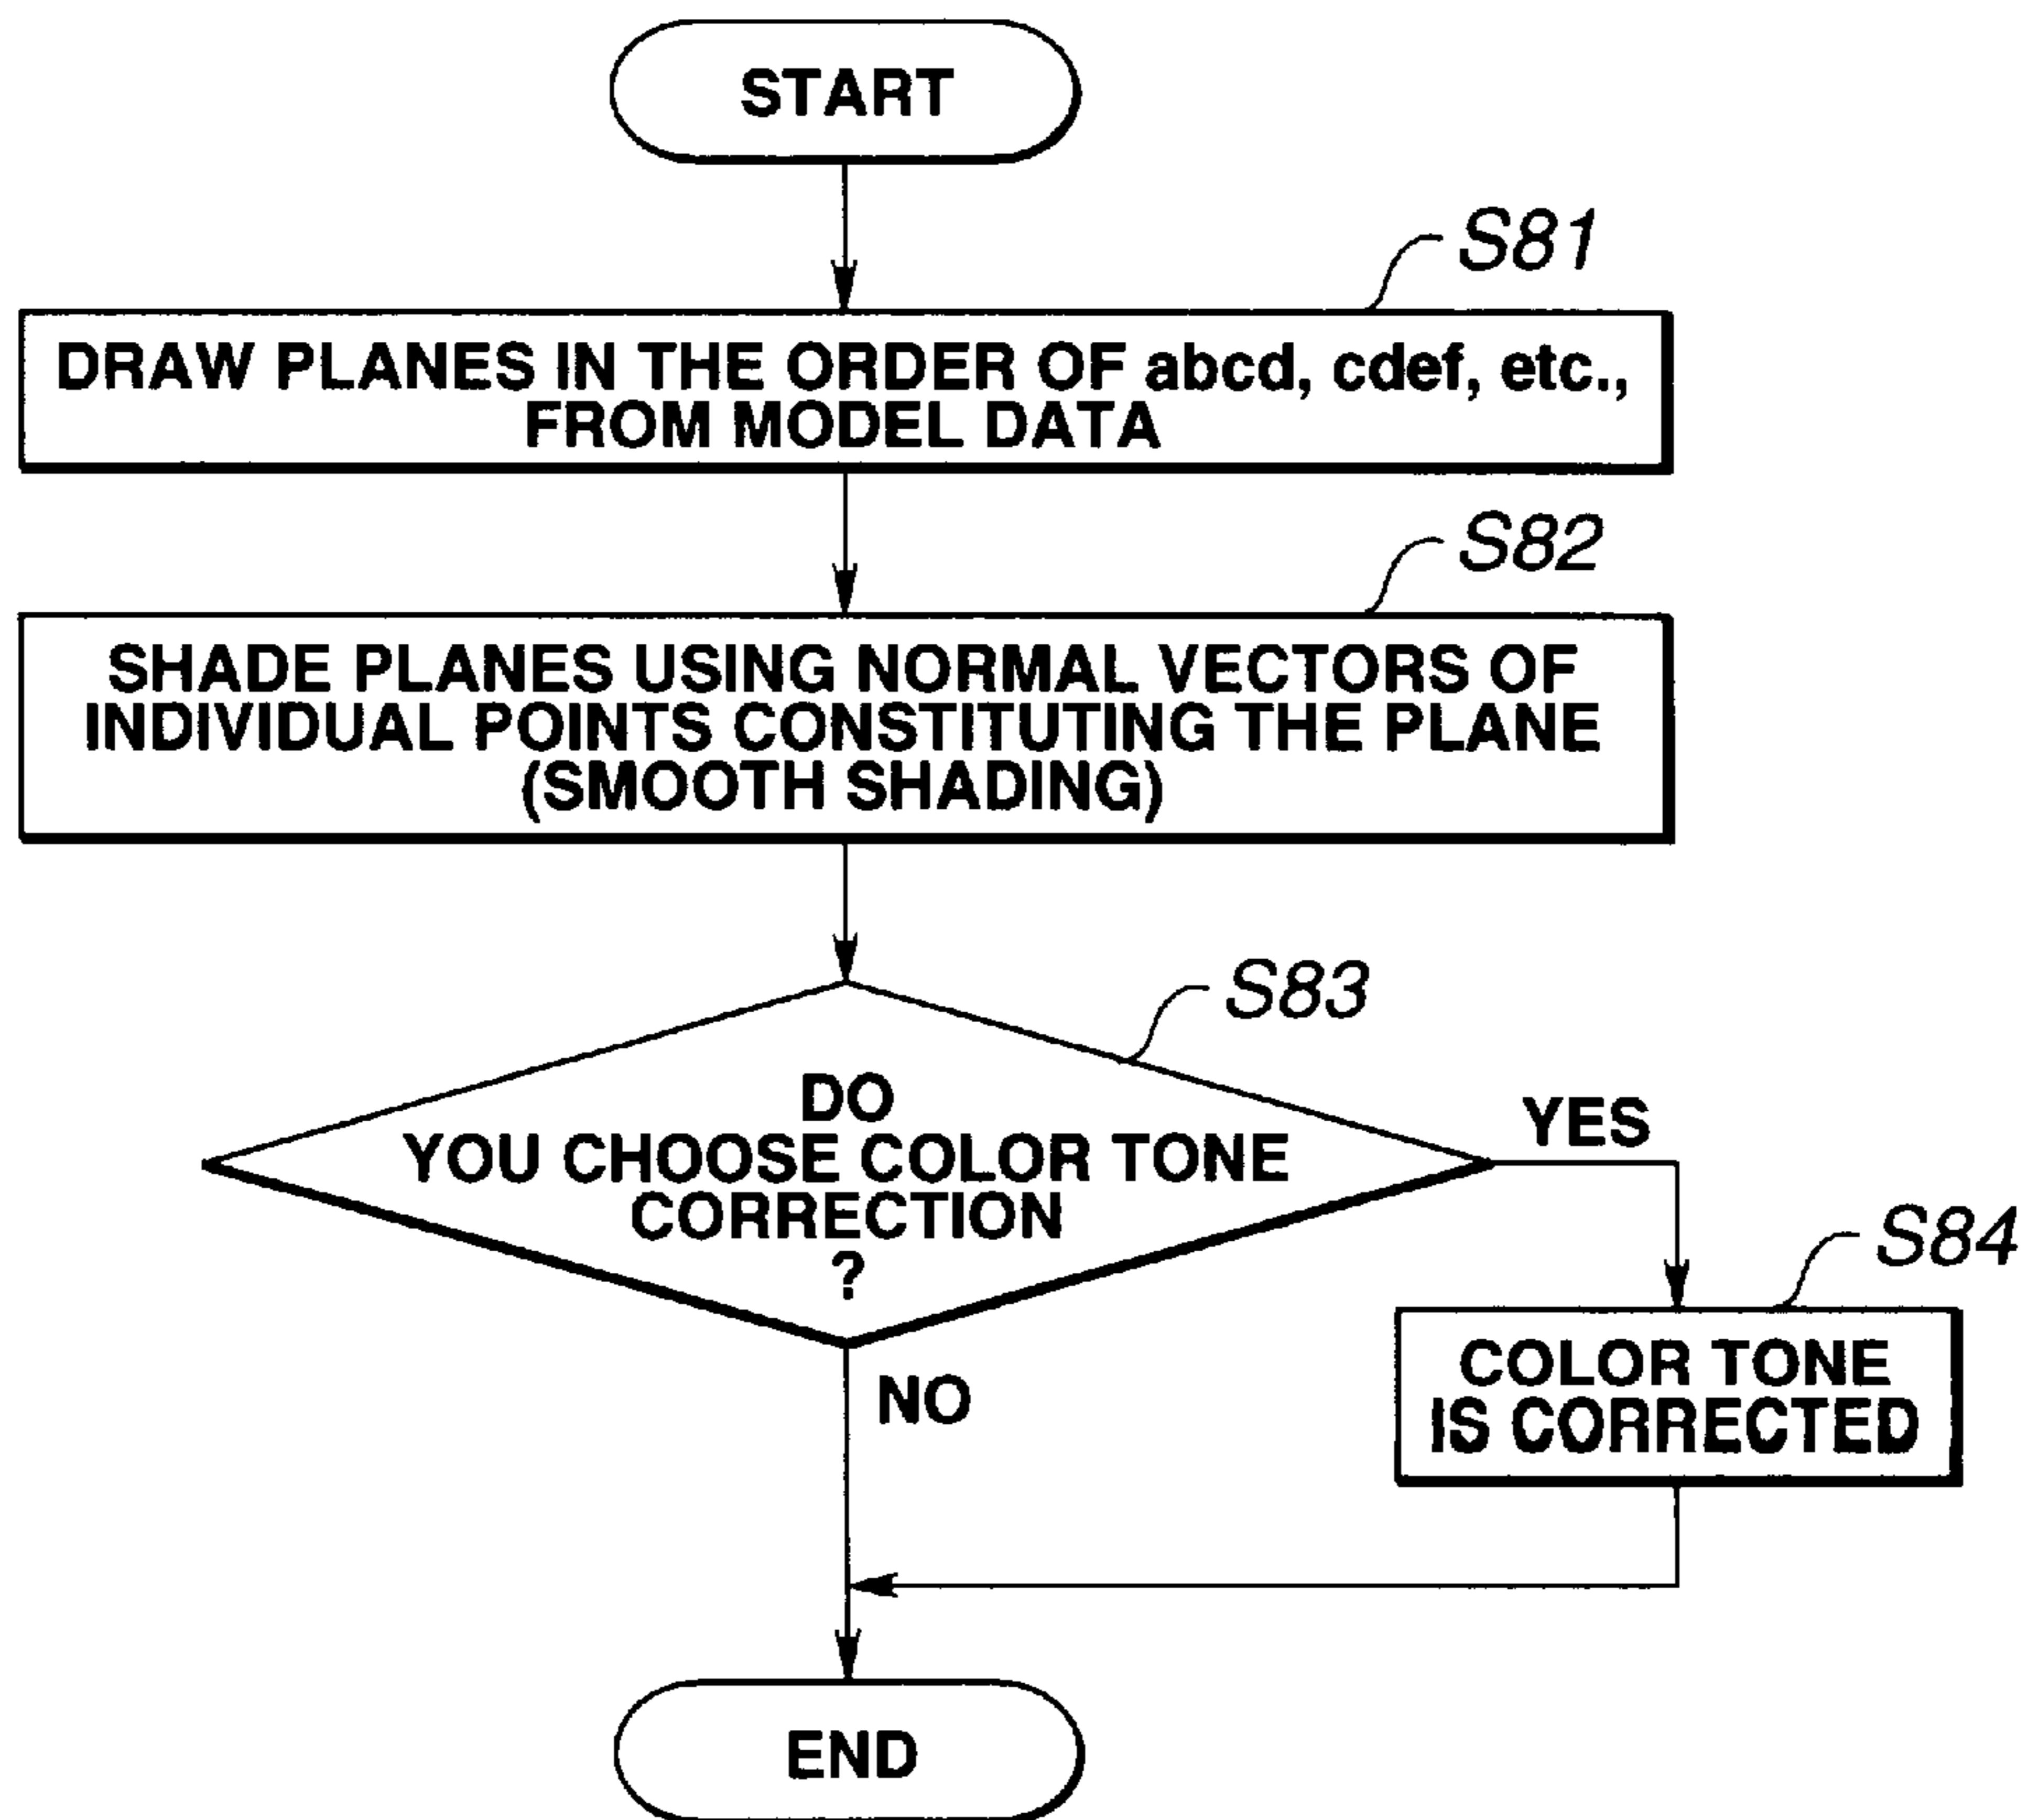 START
S81
DRAW PLANES IN THE ORDER OF abcd, cdef, etc.,
FROM MODEL DATA
S82
SHADE PLANES USING NORMAL VECTORS OF
INDIVIDUAL POINTS CONSTITUTING THE PLANE
(SMOOTH SHADING)
S83
DO
YOU CHOOSE COLOR TONE
CORRECTION
?
YES
S84
COLOR TONE
IS CORRECTED
NO
END